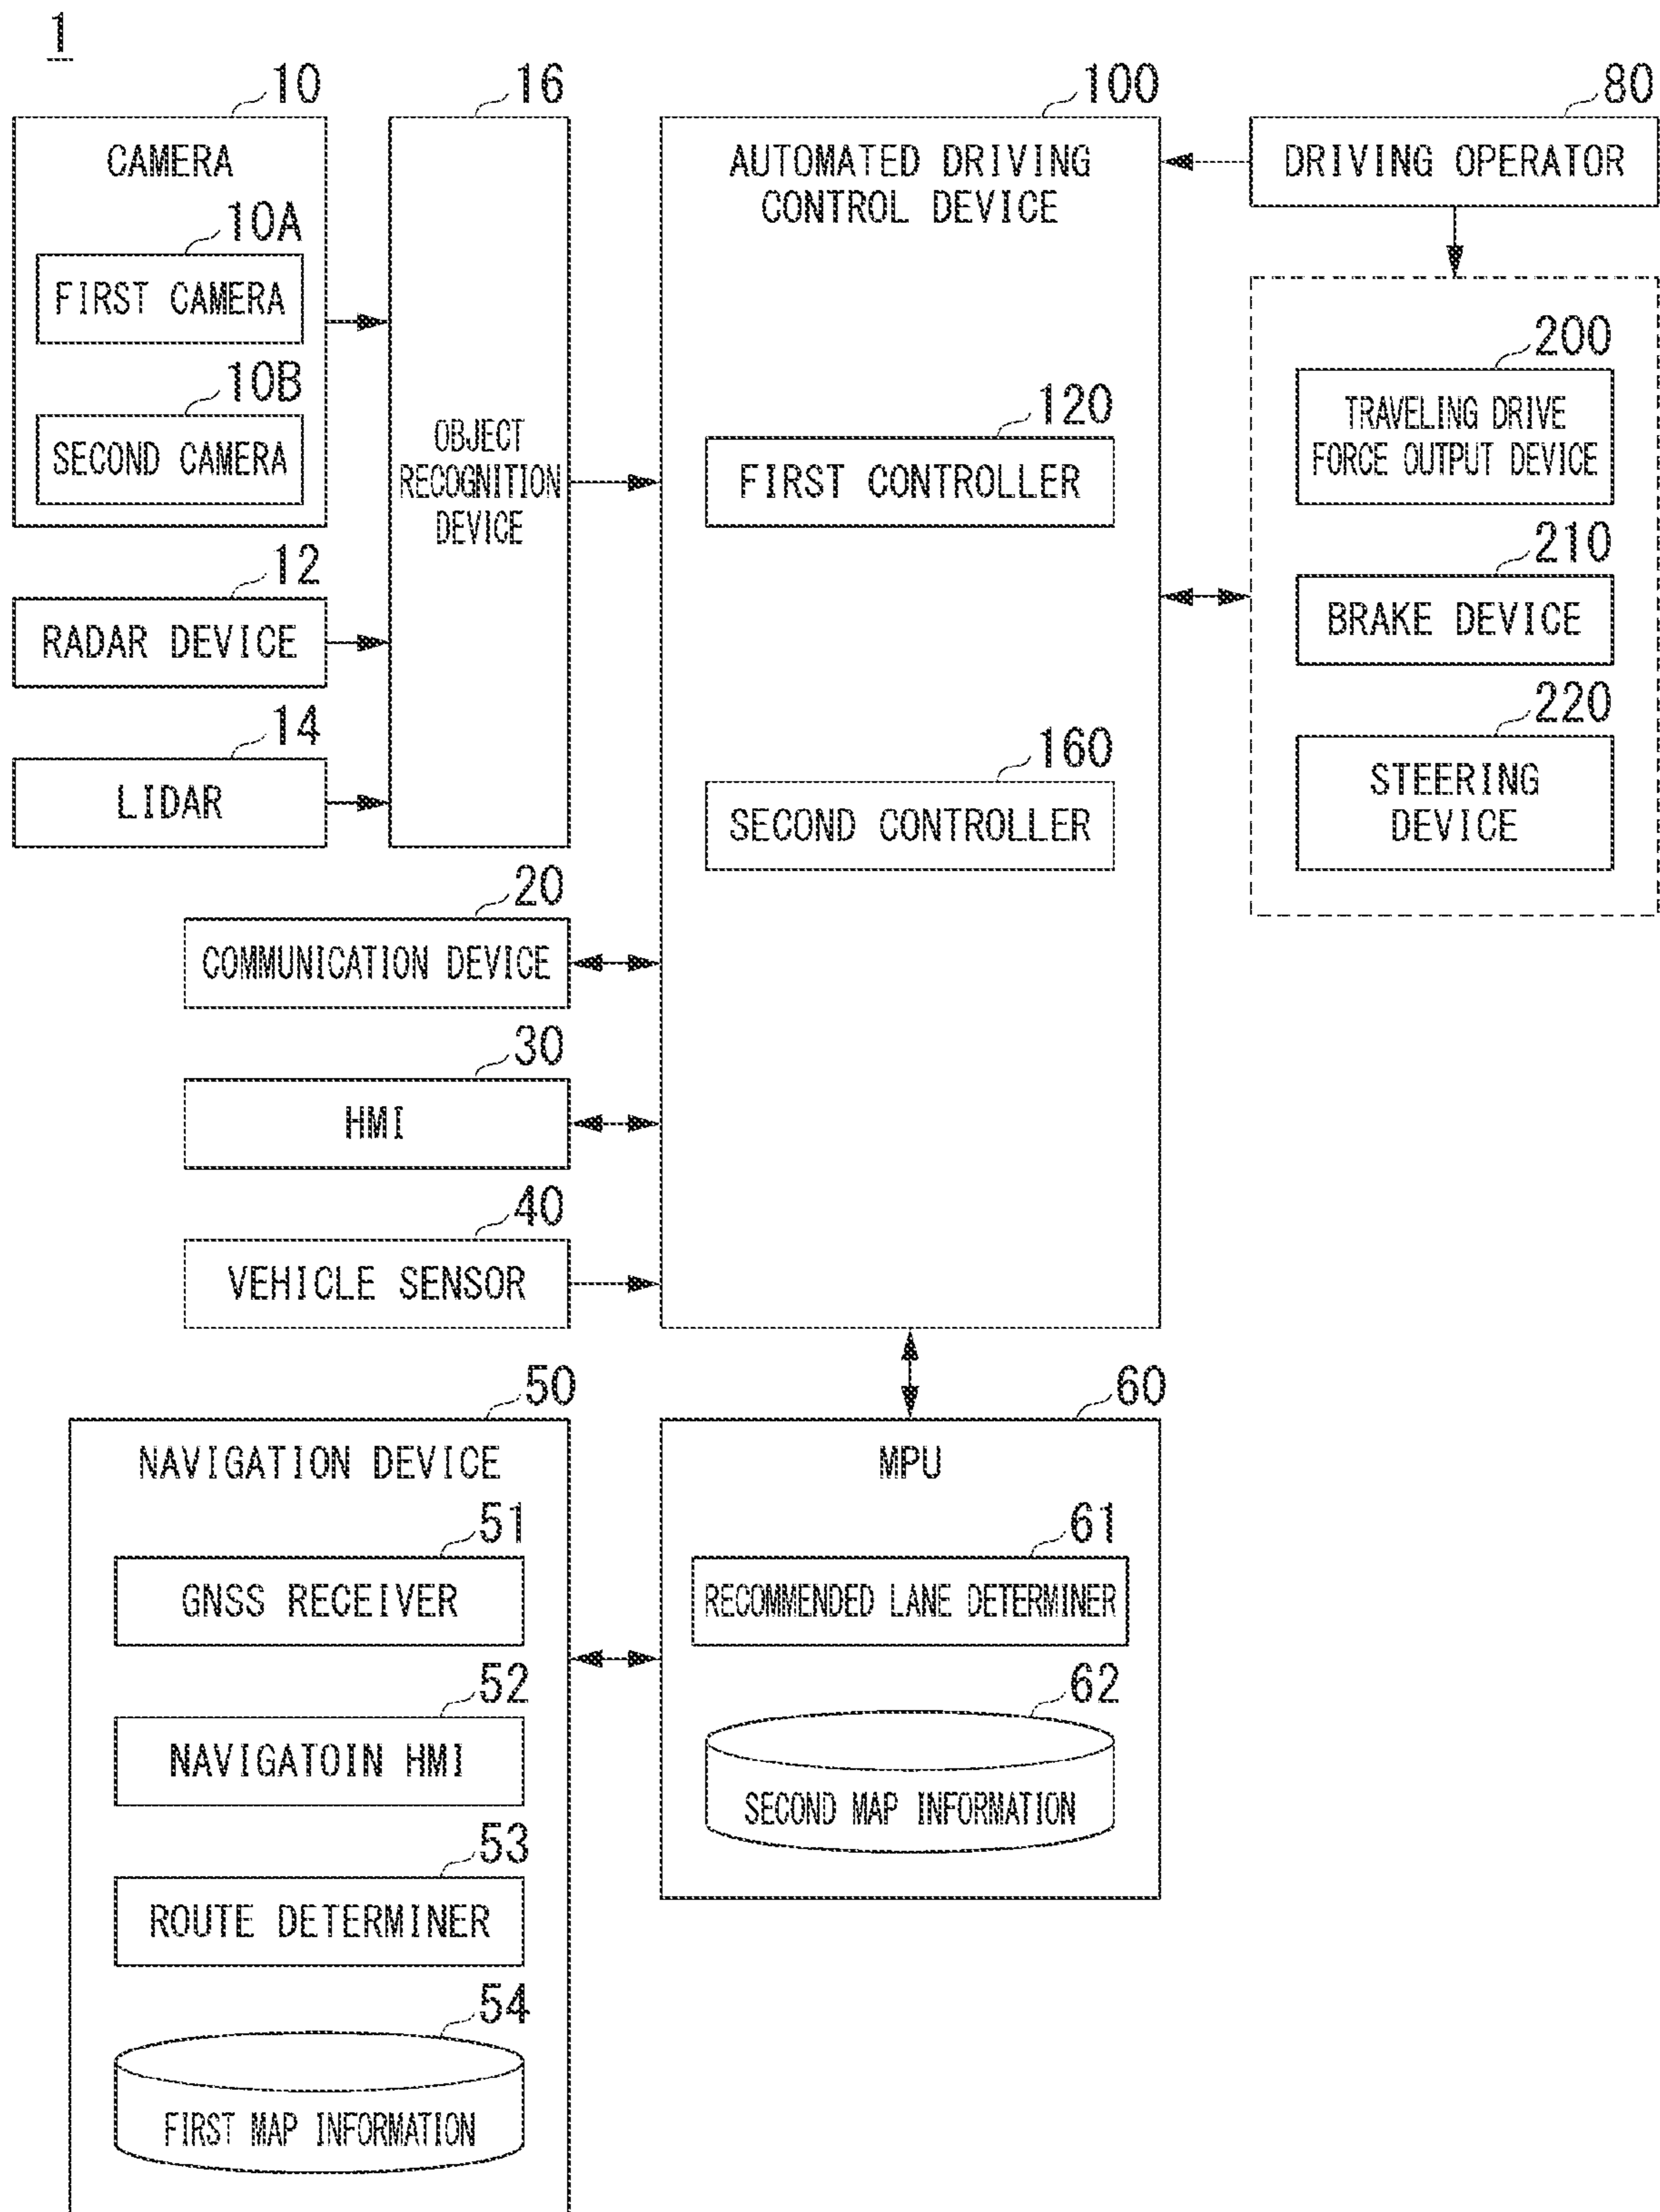 1
10
CAMERA
10A
FIRST CAMERA
10B
SECOND CAMERA
12
RADAR DEVICE
14
LIDAR
16
OBJECT
RECOGNITION
DEVICE
100
AUTOMATED DRIVING
CONTROL DEVICE
120
FIRST CONTROLLER
160
SECOND CONTROLLER
80
DRIVING OPERATOR
200
TRAVELING DRIVE
FORCE OUTPUT DEVICE
210
BRAKE DEVICE
220
STEERING
DEVICE
20
COMMUNICATION DEVICE
30
HMI
40
VEHICLE SENSOR
50
NAVIGATION DEVICE
51
GNSS RECEIVER
52
NAVIGATOIN HMI
53
ROUTE DETERMINER
54
FIRST MAP INFORMATION
60
MPU
61
RECOMMENDED LANE DETERMINER
62
SECOND MAP INFORMATION